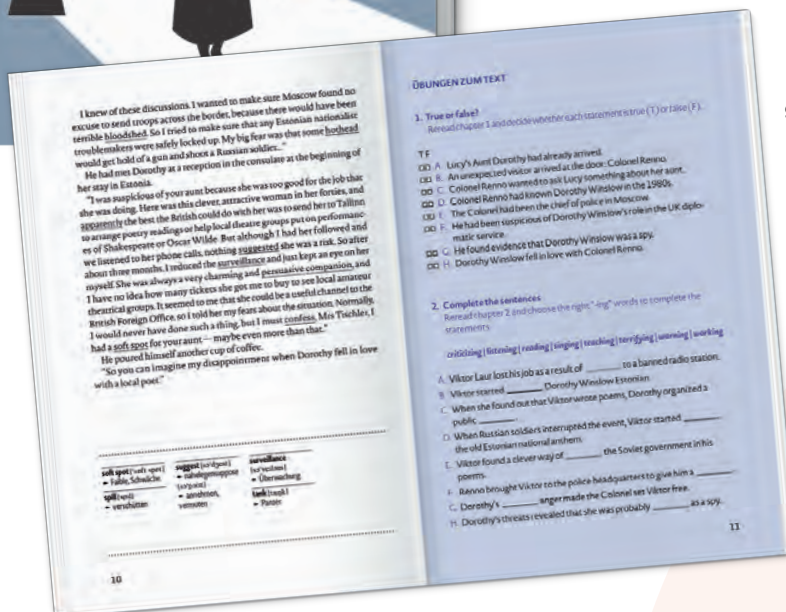 I knew of these discussions. I wanted to make sure Moscow found no
excuse to send troops across the border, because there would have been
terrible bloodshed. So I tried to make sure that any Estonian nationalist
troublemakers were safely locked up. My big fear was that some hothead
would get hold of a gun and shoot a Russian soldier..."
He had met Dorothy at a reception in the consulate at the beginning of
her stay in Estonia.
"I was suspicious of your aunt because she was too good for the job that
she was doing. Here was this clever, attractive woman in her forties, and
apparently the best the British could do with her was to send her to Tallinn
to arrange poetry readings or help local theatre groups put on performanc-
es of Shakespeare or Oscar Wilde. But although I had her followed and
we listened to her phone calls, nothing suggested she was a risk. So after
about three months, I reduced the surveillance and just kept an eye on her
myself. She was always a very charming and persuasive companion, and
I have no idea how many tickets she got me to buy to see local amateur
theatrical groups. It seemed to me that she could be a useful channel to the
British Foreign Office, so I told her my fears about the situation. Normally,
I would never have done such a thing, but I must confess, Mrs Tischler, I
had a soft spot for your aunt — maybe even more than that."
He poured himself another cup of coffee.
"So you can imagine my disappointment when Dorothy fell in love
with a local poet."
soft spot
Fable, Schwäche
spill
verschütten
suggest
annehmen,
vermuten
surveillance
Überwachung
tank
Panzer
10
ÜBUNGEN ZUM TEXT
1. True or false?
Reread chapter 1 and decide whether each statement is true (T) or false (F).
T F
A. Lucy's Aunt Dorothy had already arrived.
B. An unexpected visitor arrived at the door: Colonel Renno.
C. Colonel Renno wanted to ask Lucy something about her aunt.
D. Colonel Renno had known Dorothy Winslow in the 1980s.
E. The Colonel had been the chief of police in Moscow.
F. He had been suspicious of Dorothy Winslow's role in the UK diplo-
matic service.
G. He found evidence that Dorothy Winslow was a spy.
H. Dorothy Winslow fell in love with Colonel Renno.
2. Complete the sentences
Reread chapter 2 and choose the right "-ing" words to complete the
statements.
criticizing | listening | reading | singing | teaching | terrifying | warning | working
A. Viktor Laur lost his job as a result of ______ to a banned radio station.
B. Viktor started ______ Dorothy Winslow Estonian.
C. When she found out that Viktor wrote poems, Dorothy organized a
public ______.
D. When Russian soldiers interrupted the event, Viktor started ______
the old Estonian national anthem.
E. Viktor found a clever way of ______ the Soviet government in his
poems.
F. Renno brought Viktor to the police headquarters to give him a ______.
G. Dorothy's ______ anger made the Colonel set Viktor free.
H. Dorothy's threats revealed that she was probably ______ as a spy.
11